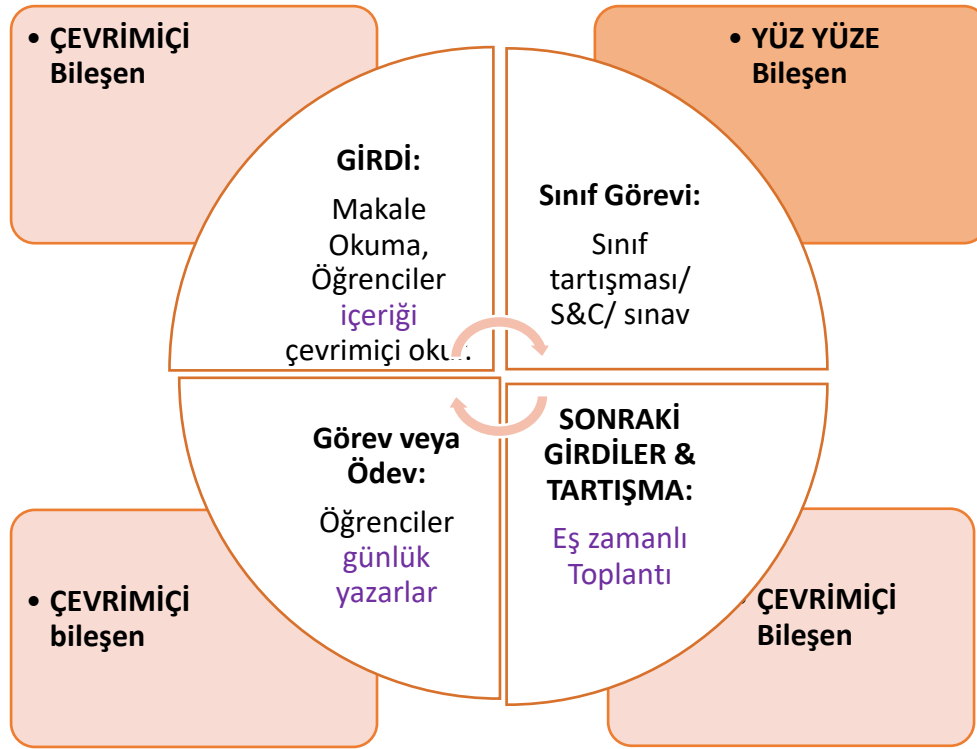 • ÇEVRİMİÇİ
Bileşen
• YÜZ YÜZE
Bileşen
GİRDİ:
Makale
Okuma,
Öğrenciler
içeriği
çevrimiçi okur.
Sınıf Görevi:
Sınıf
tartışması/
S&C/ sınav
Görev veya
Ödev:
Öğrenciler
günlük
yazarlar
SONRAKİ
GİRDİLER &
TARTIŞMA:
Eş zamanlı
Toplantı
• ÇEVRİMİÇİ
bileşen
• ÇEVRİMİÇİ
Bileşen